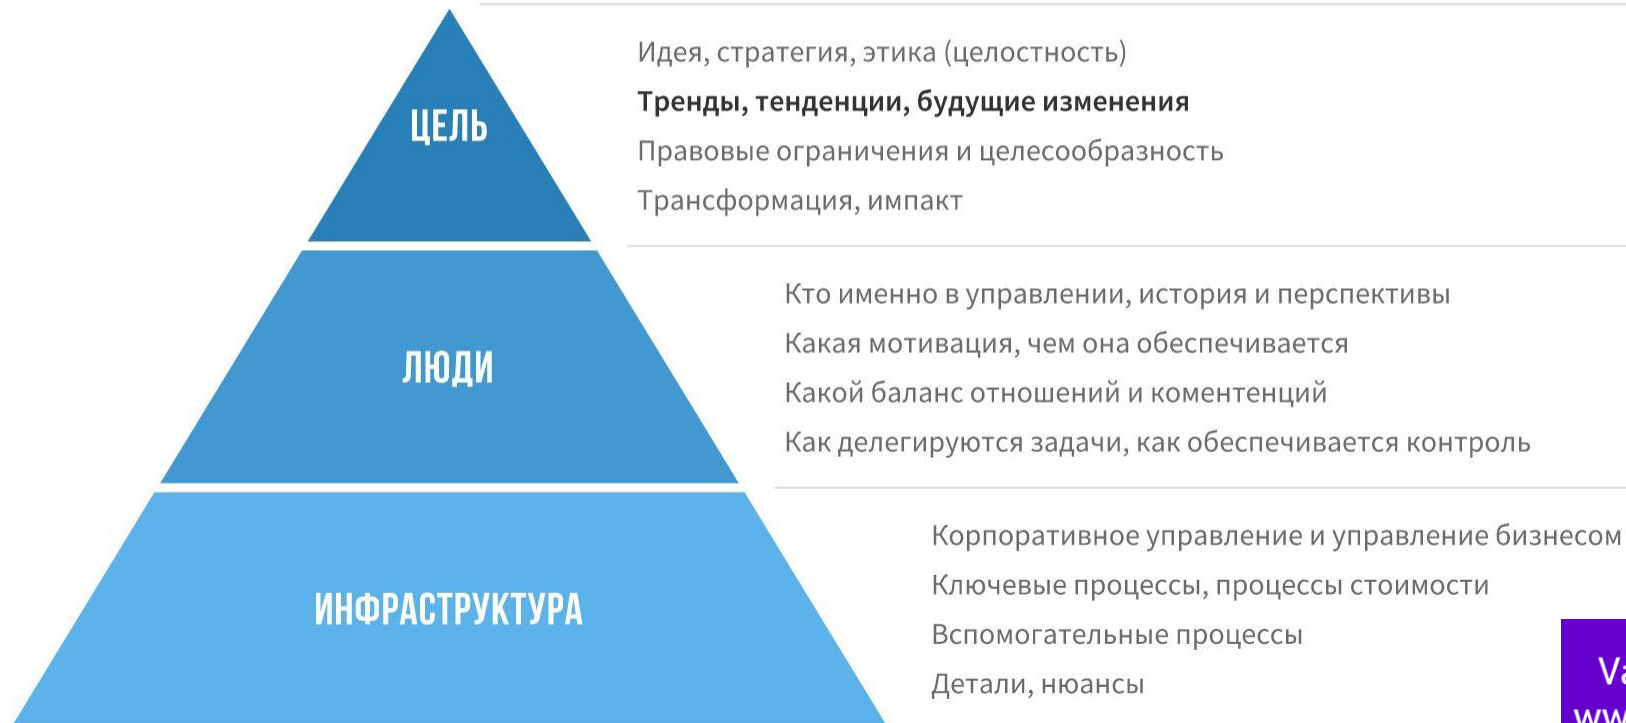 ЦЕЛЬ
Идея, стратегия, этика (целостность)
Тренды, тенденции, будущие изменения
Правовые ограничения и целесообразность
Трансформация, импакт
ЛЮДИ
Кто именно в управлении, история и перспективы
Какая мотивация, чем она обеспечивается
Какой баланс отношений и коментенций
Как делегируются задачи, как обеспечивается контроль
ИНФРАСТРУКТУРА
Корпоративное управление и управление бизнесом
Ключевые процессы, процессы стоимости
Вспомогательные процессы
Детали, нюансы